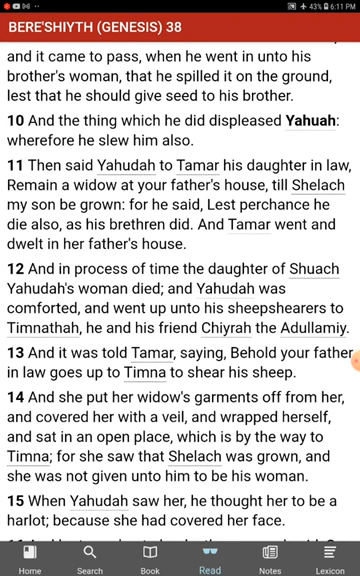 43% 6:11 PM
BERE'SHIYTH (GENESIS) 38
and it came to pass, when he went in unto his
brother's woman, that he spilled it on the ground,
lest that he should give seed to his brother.
10 And the thing which he did displeased Yahuah:
wherefore he slew him also.
11 Then said Yahudah to Tamar his daughter in law,
Remain a widow at your father's house, till Shelach
my son be grown: for he said, Lest perchance he
die also, as his brethren did. And Tamar went and
dwelt in her father's house.
12 And in process of time the daughter of Shuach
Yahudah's woman died; and Yahudah was
comforted, and went up unto his sheepshearers to
Timnathah, he and his friend Chiyrah the Adullamiy.
13 And it was told Tamar, saying, Behold your father
in law goes up to Timna to shear his sheep.
14 And she put her widow's garments off from her,
and covered her with a veil, and wrapped herself,
and sat in an open place, which is by the way to
Timna; for she saw that Shelach was grown, and
she was not given unto him to be his woman.
15 When Yahudah saw her, he thought her to be a
harlot; because she had covered her face.
Home Search Book Read Notes Lexicon